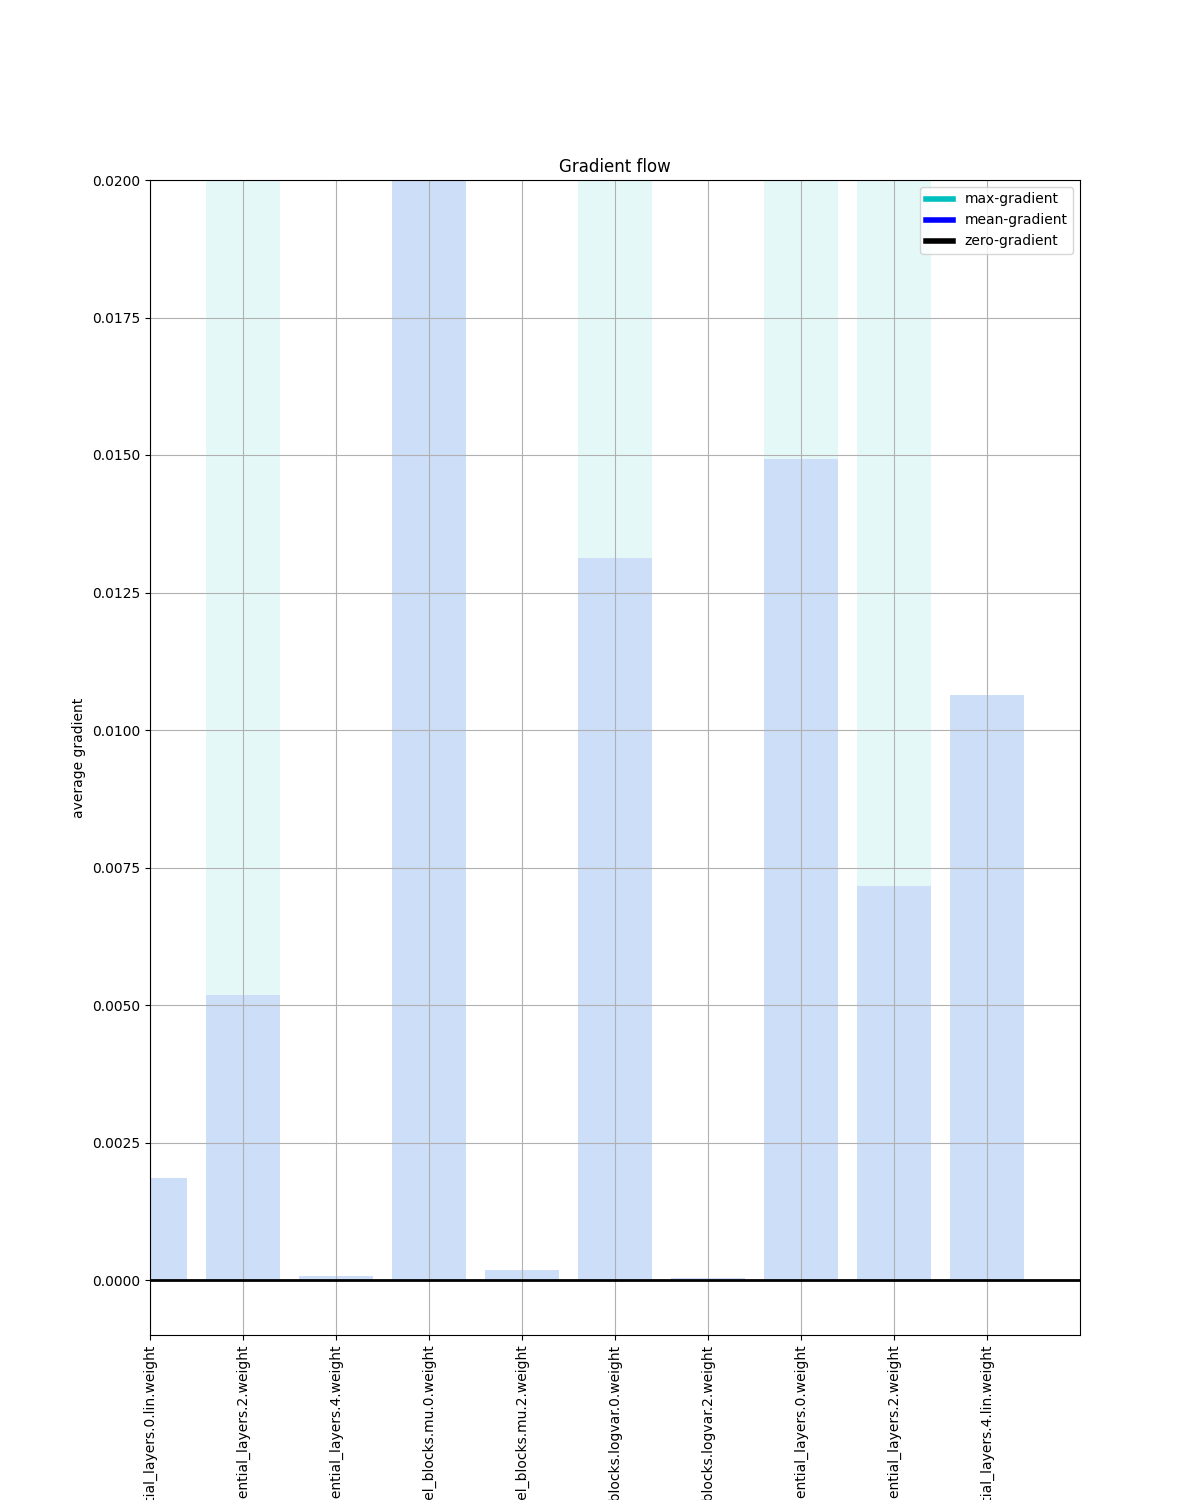 Gradient flow
max-gradient
mean-gradient
zero-gradient
0.0200
0.0175
0.0150
0.0125
0.0100
0.0075
0.0050
0.0025
0.0000
average gradient
tial_layers.0.lin.weight
ential_layers.2.weight
ential_layers.4.weight
el_blocks.mu.0.weight
el_blocks.mu.2.weight
blocks.logvar.0.weight
blocks.logvar.2.weight
ential_layers.0.weight
ential_layers.2.weight
tial_layers.4.lin.weight